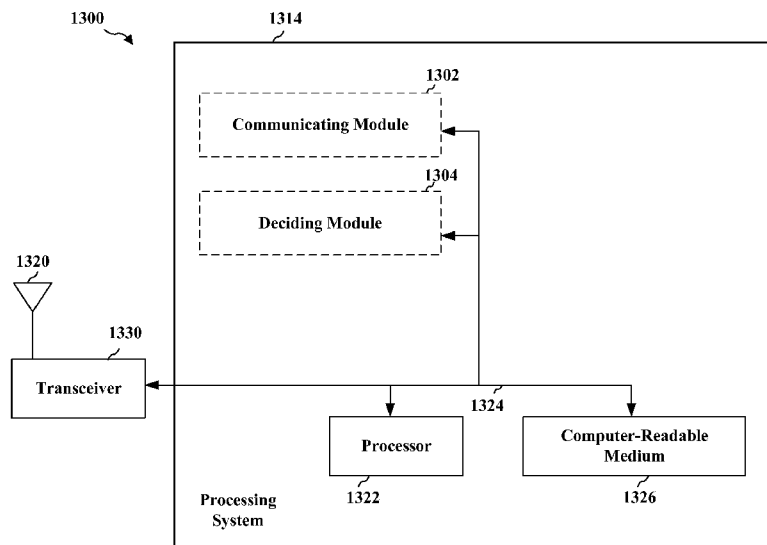 1300
1314
1302
Communicating Module
1304
Deciding Module
1320
1330
Transceiver
1324
Processor
Computer-Readable
Medium
1322
1326
Processing
System